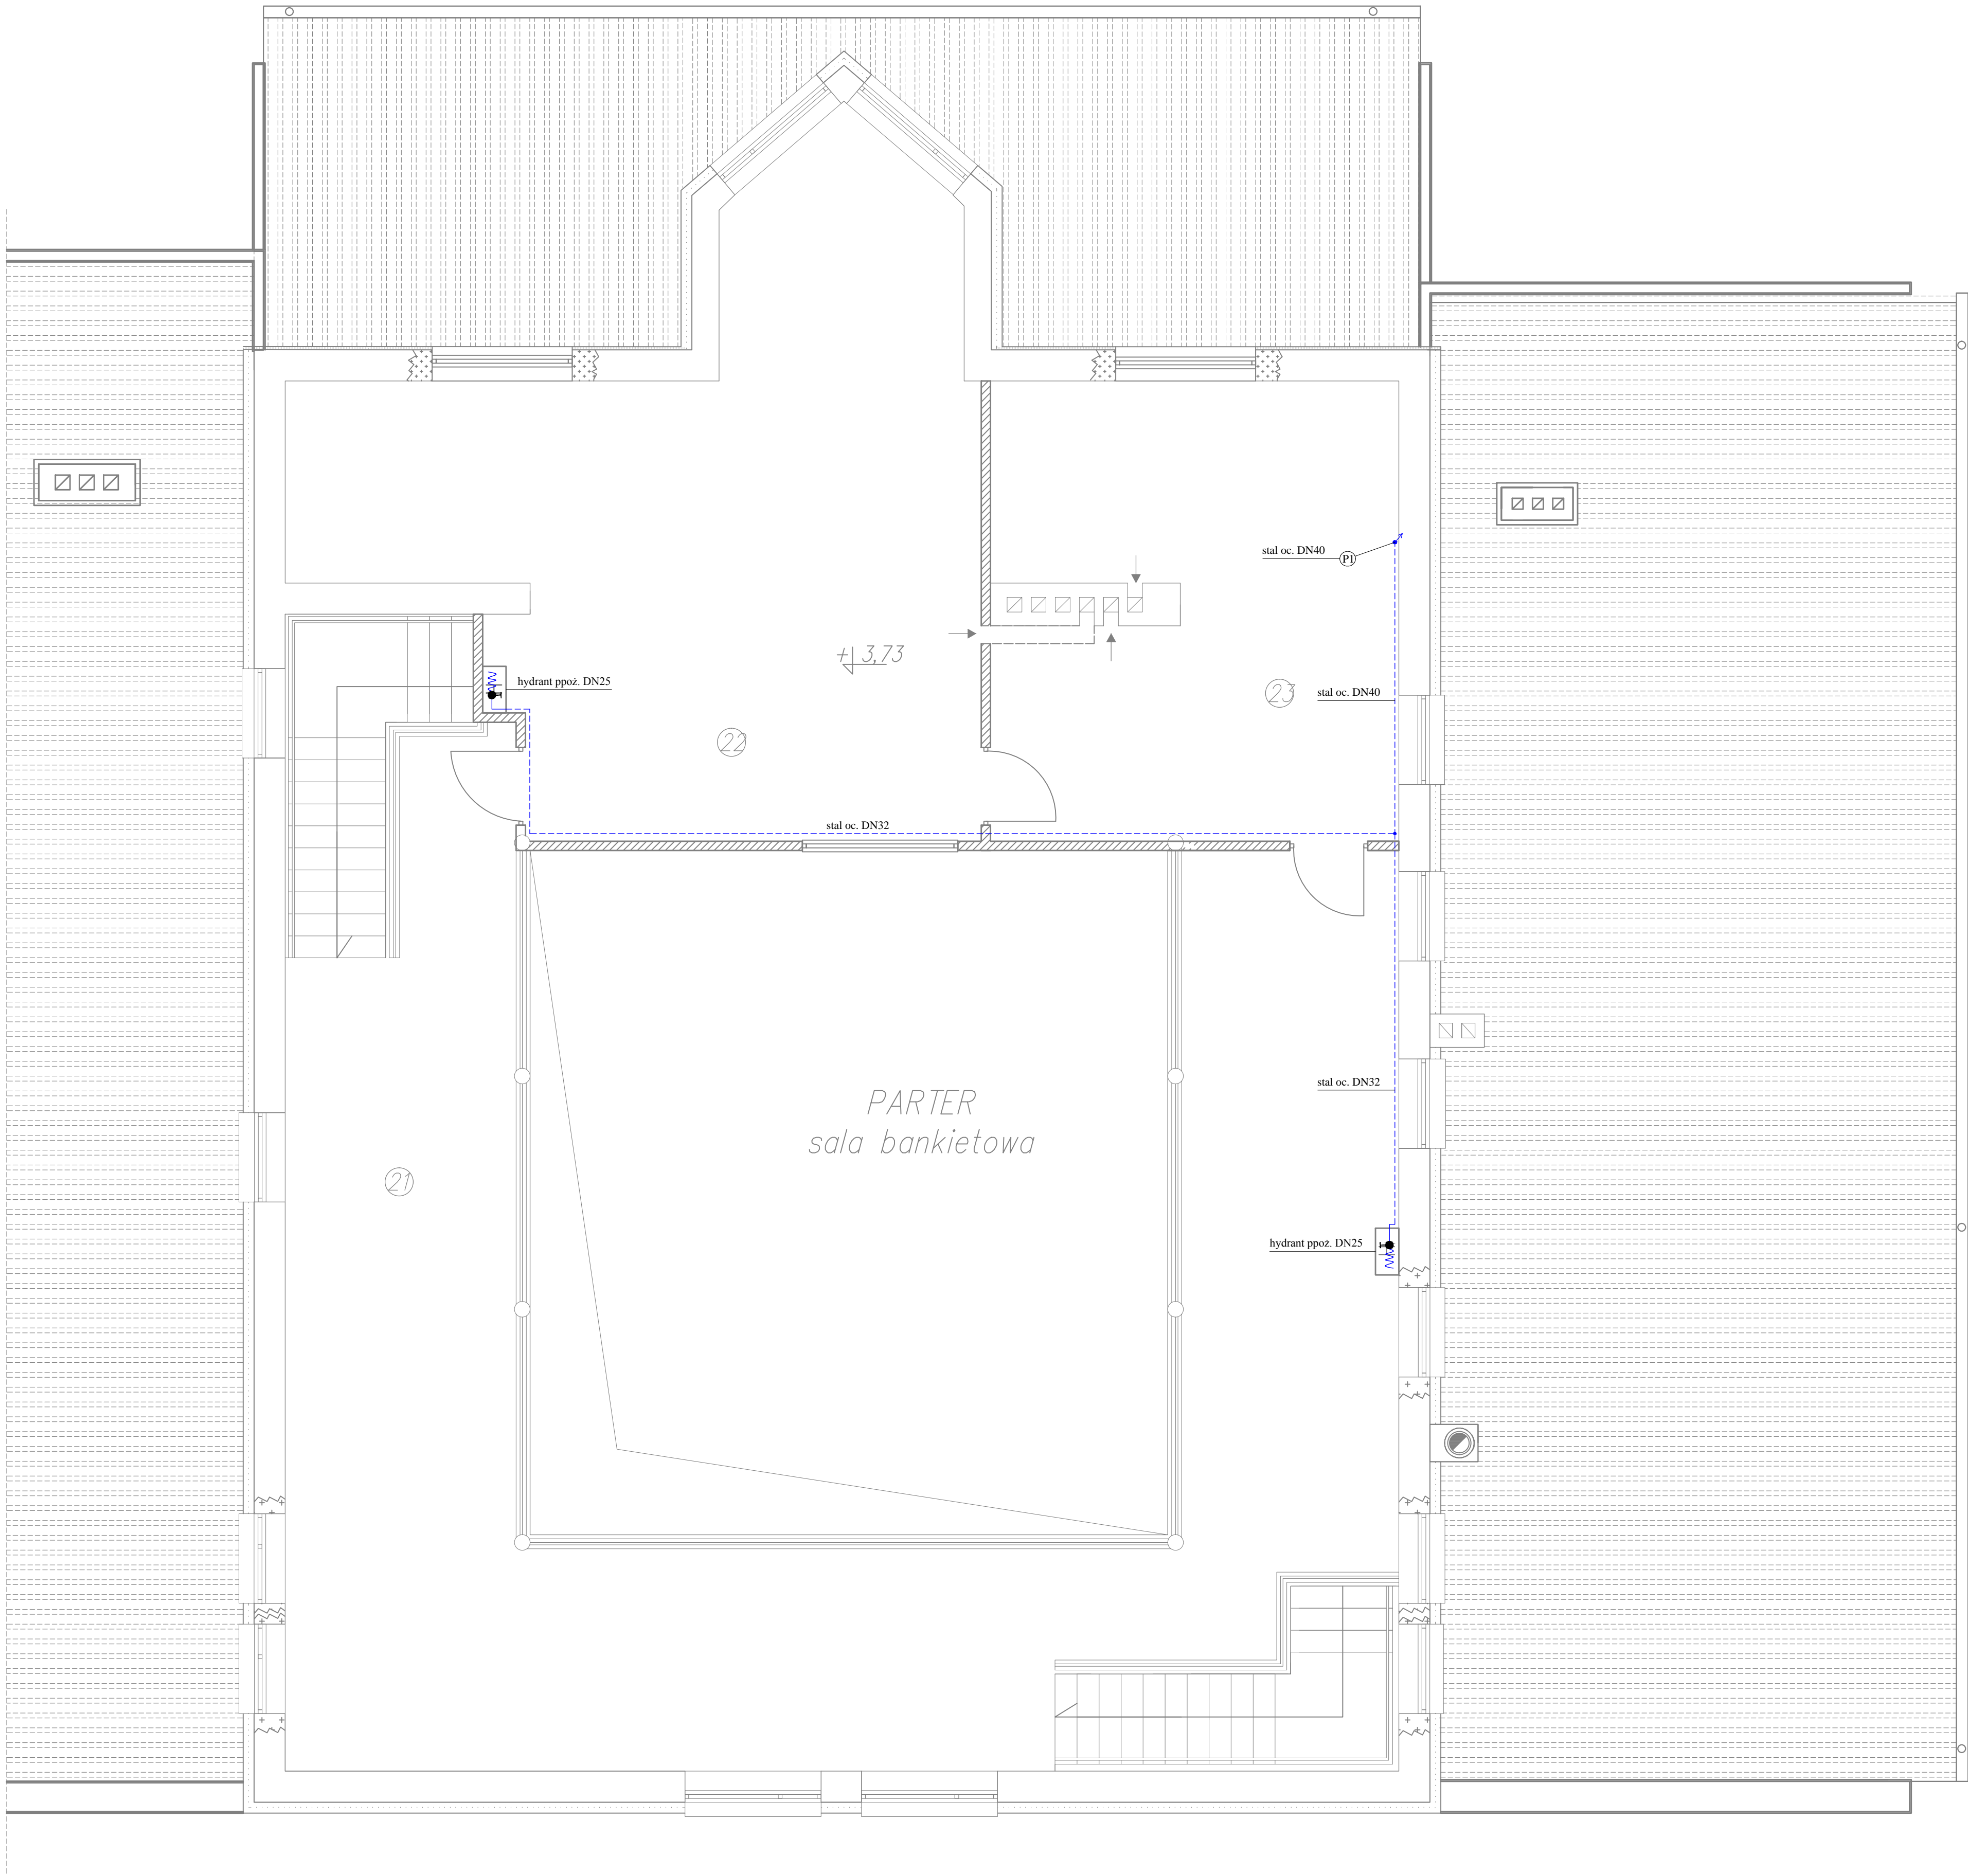 stal oc. DN40
P1
+ 3,73
hydrant ppoż. DN25
23
stal oc. DN40
22
stal oc. DN32
stal oc. DN32
PARTER
sala bankietowa
21
hydrant ppoż. DN25